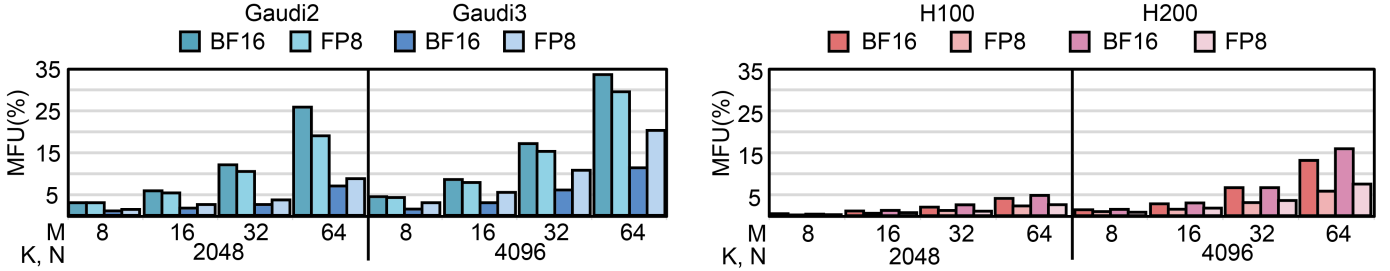 Gaudi2 Gaudi3
BF16 FP8 BF16 FP8
MFU(%)
35
25
15
5
M 8 16 32 64 8 16 32 64
K, N 2048 4096
H100 H200
BF16 FP8 BF16 FP8
MFU(%)
35
25
15
5
M 8 16 32 64 8 16 32 64
K, N 2048 4096